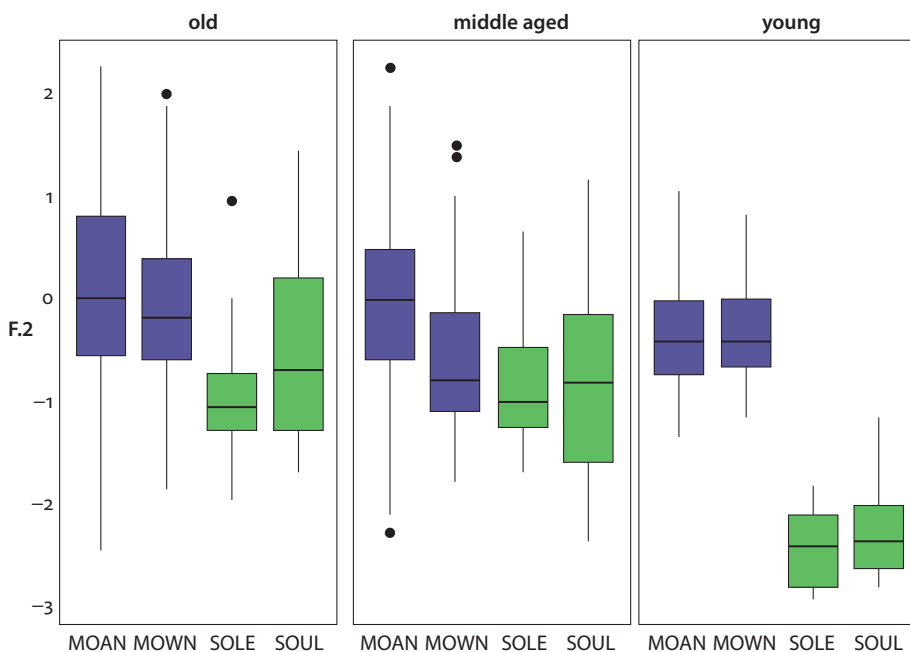 old middle aged young
2
1
0
F.2
−1
−2
−3
MOAN MOWN SOLE SOUL MOAN MOWN SOLE SOUL MOAN MOWN SOLE SOUL